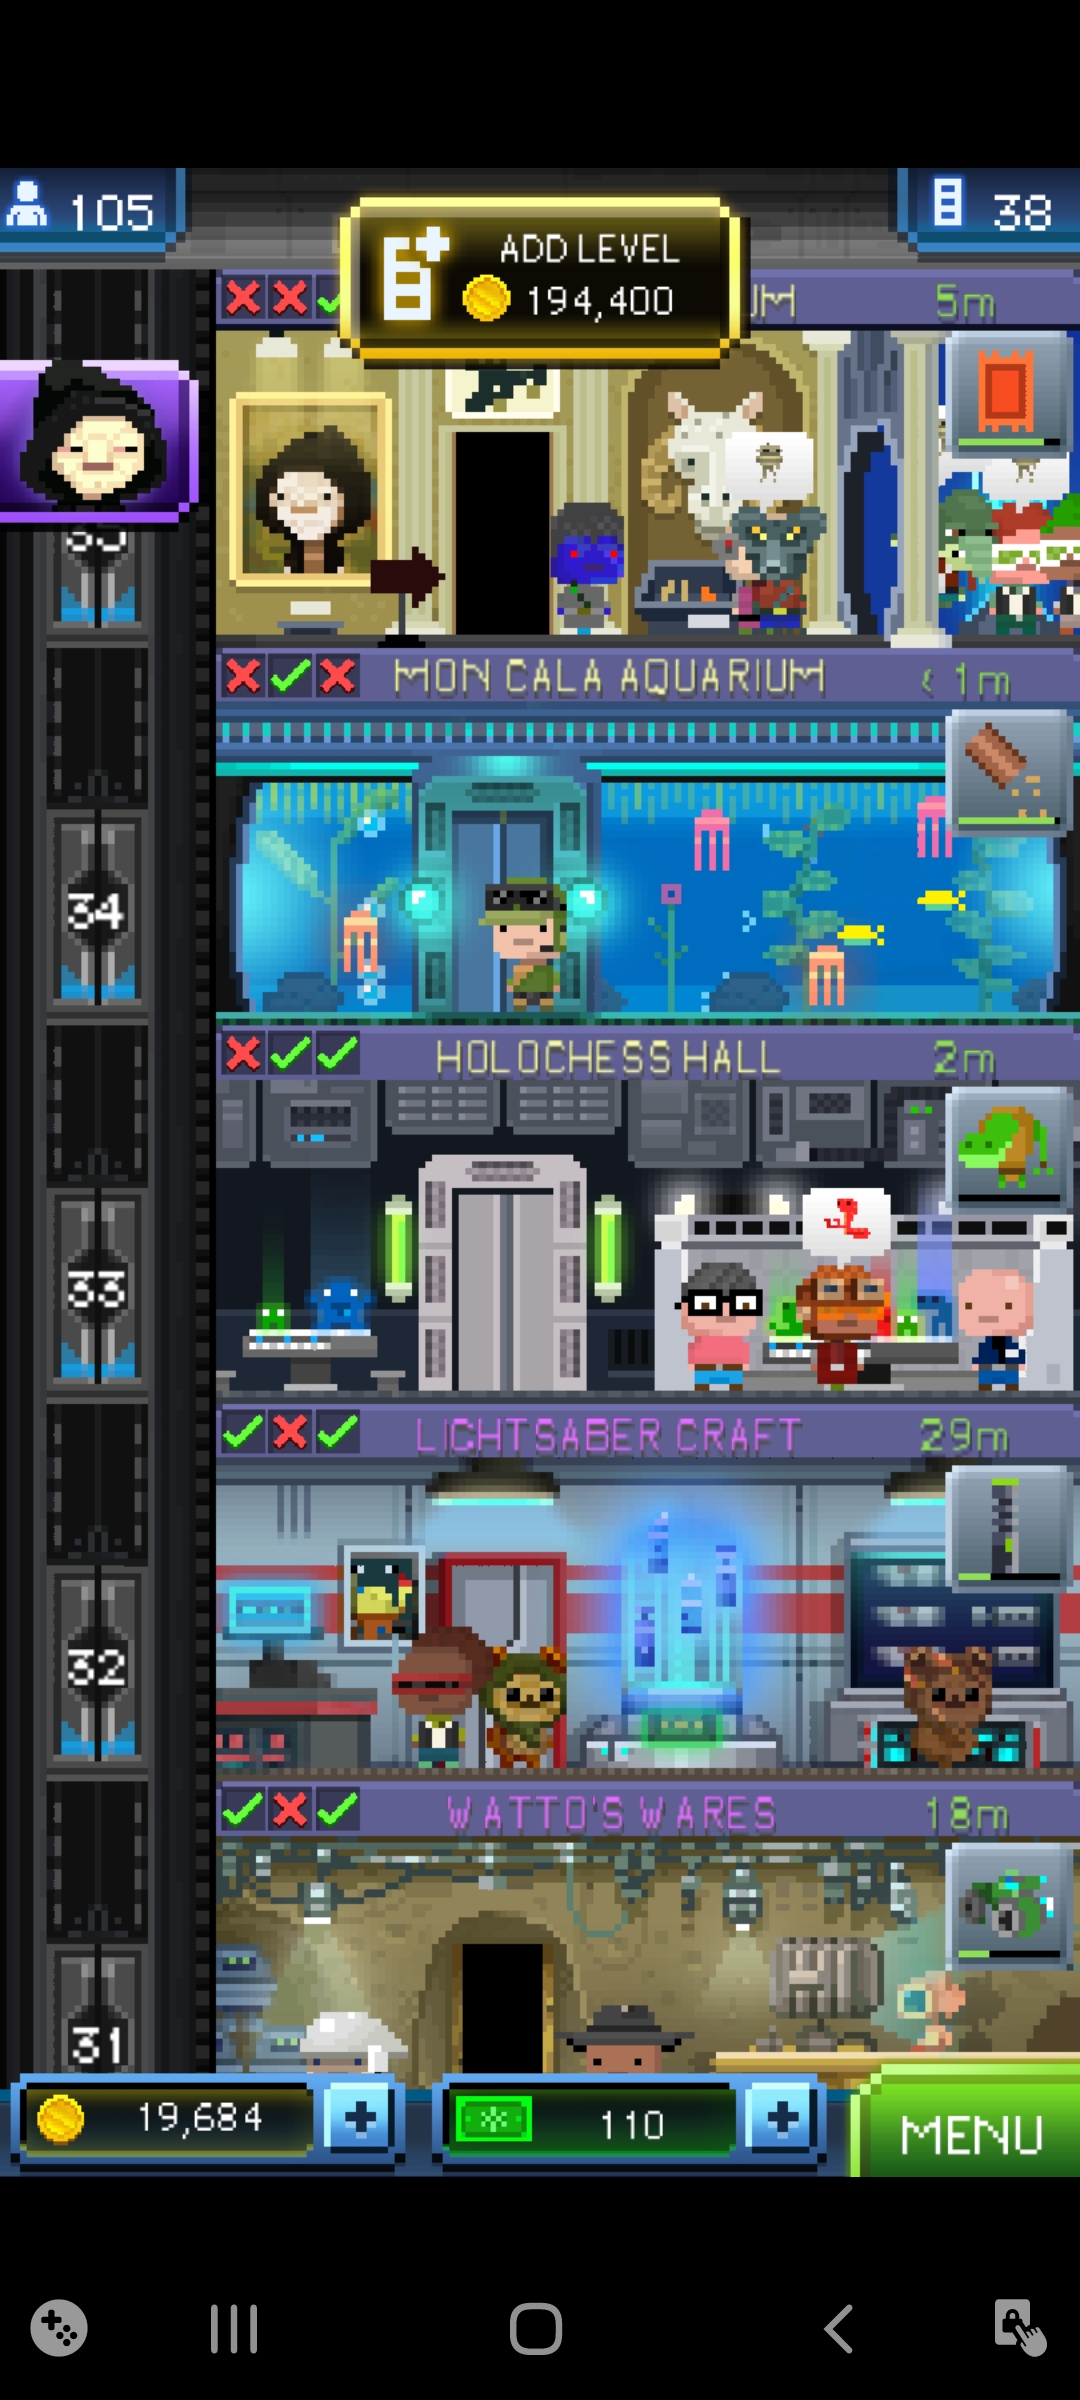 105
38
ADD LEVEL
194,400
UM
5m
MON CALA AQUARIUM
< 1m
34
HOLOCHESS HALL
2m
33
LIGHTSABER CRAFT
29m
32
WATTO'S WARES
18m
31
19,684
110
MENU